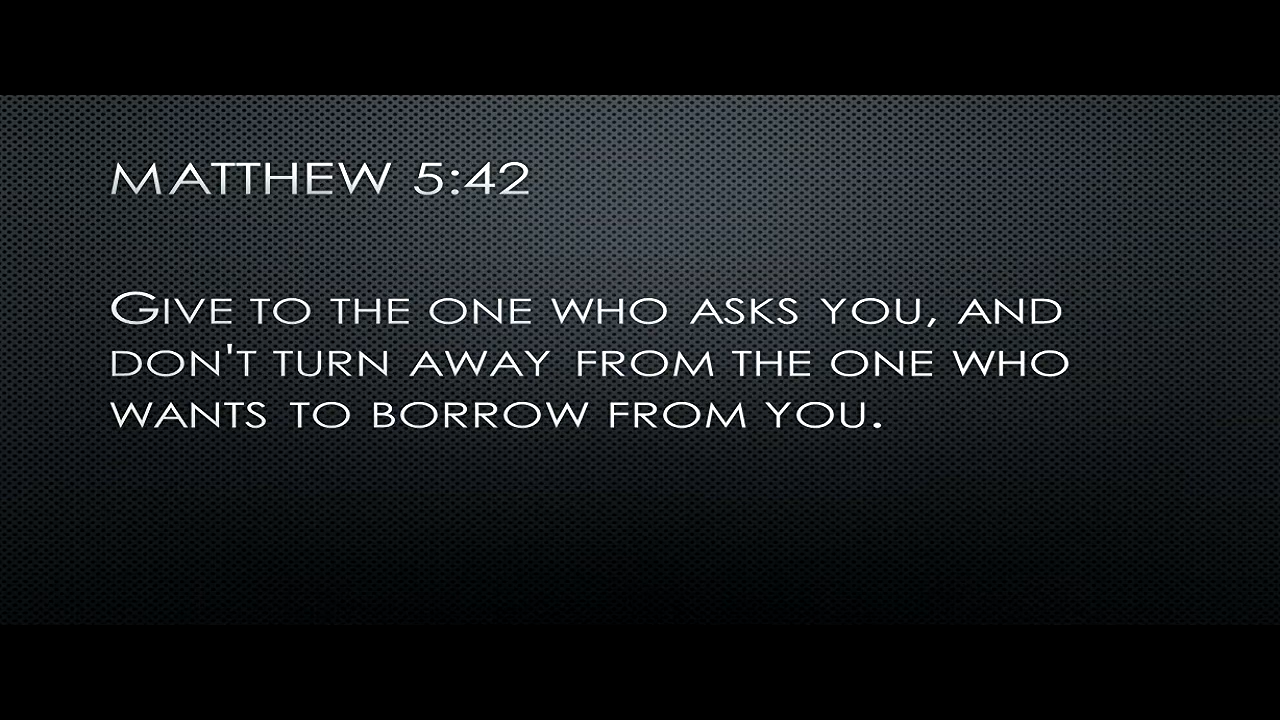 MATTHEW 5:42
GIVE TO THE ONE WHO ASKS YOU, AND
DON'T TURN AWAY FROM THE ONE WHO
WANTS TO BORROW FROM YOU.